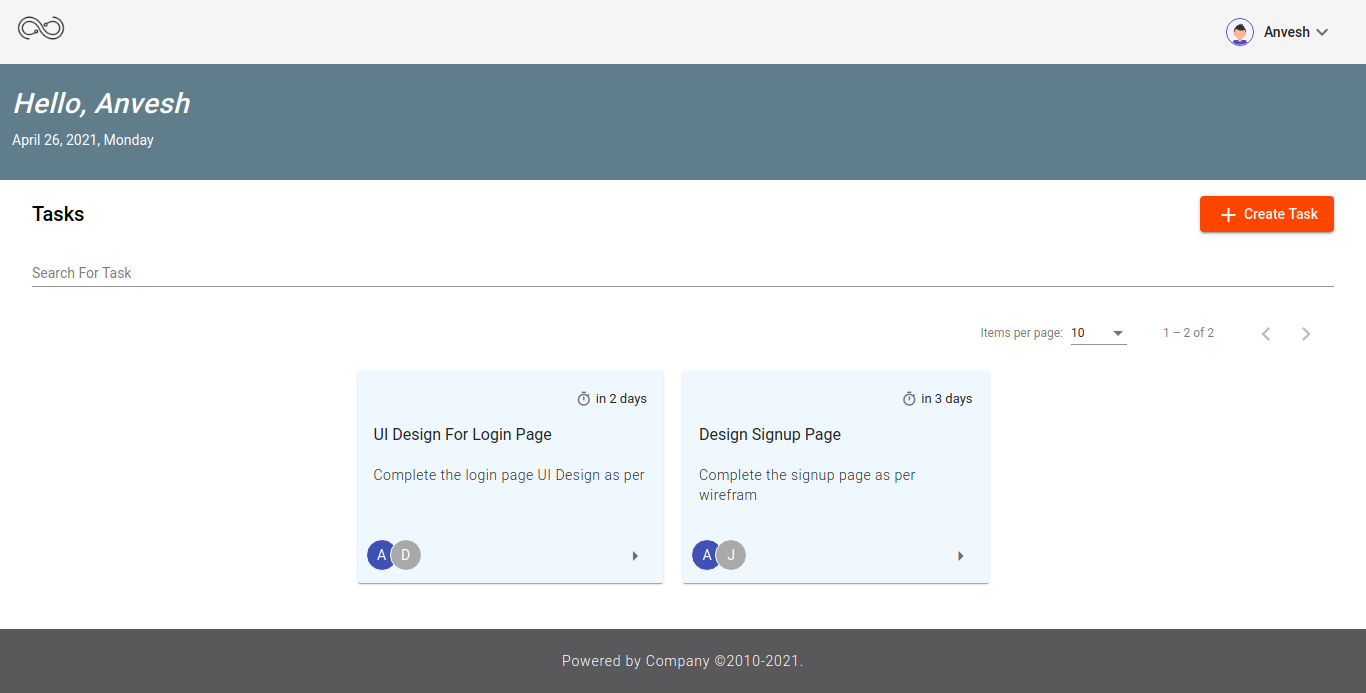 Anvesh
Hello, Anvesh
April 26, 2021, Monday
Tasks
Create Task
Search For Task
Items per page: 10 1 – 2 of 2
in 2 days
UI Design For Login Page
Complete the login page UI Design as per
A D
in 3 days
Design Signup Page
Complete the signup page as per
wirefram
A J
Powered by Company ©2010-2021.